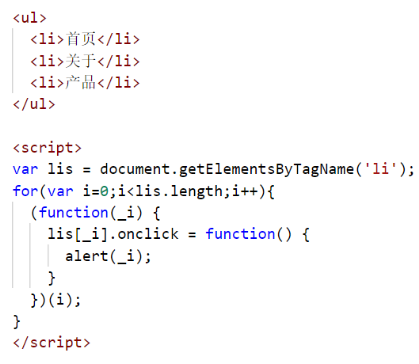 <ul>
<li>首页</li>
<li>关于</li>
<li>产品</li>
</ul>
<script>
var lis = document.getElementsByTagName('li');
for(var i=0;i<lis.length;i++){
(function(_i) {
lis[_i].onclick = function() {
alert(_i);
}
})(i);
}
</script>